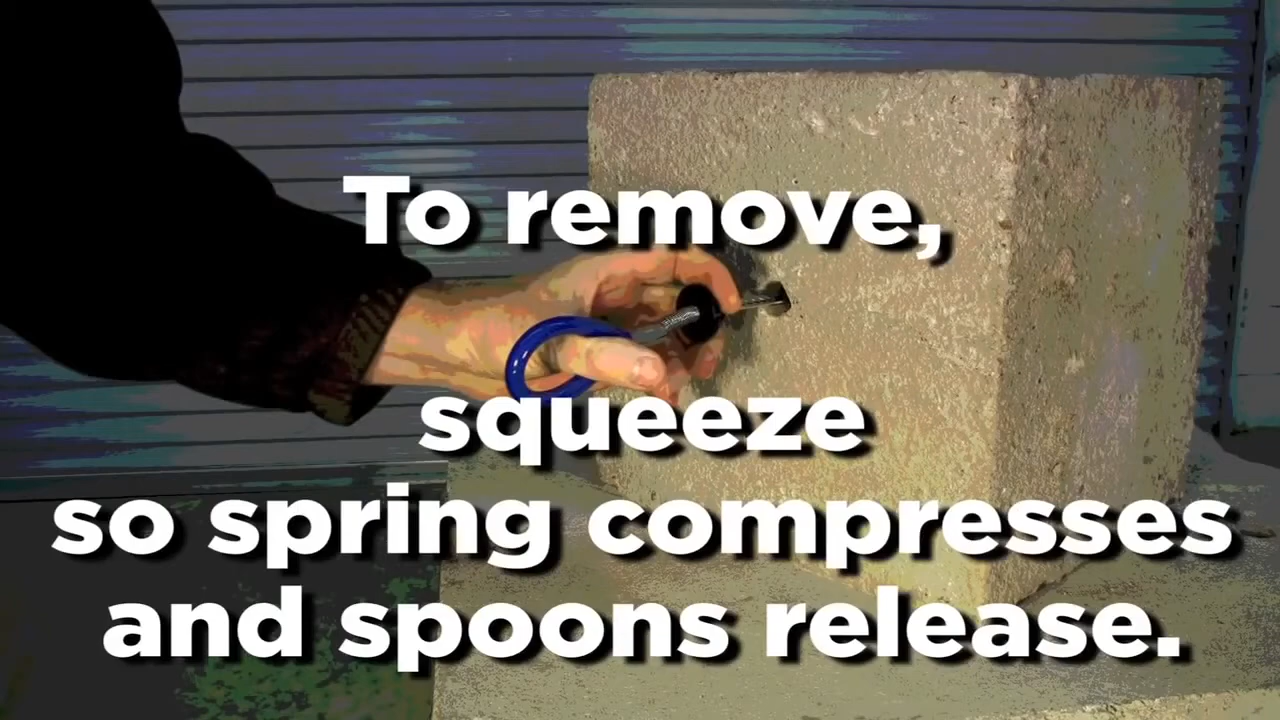 To remove,
squeeze
so spring compresses
and spoons release.